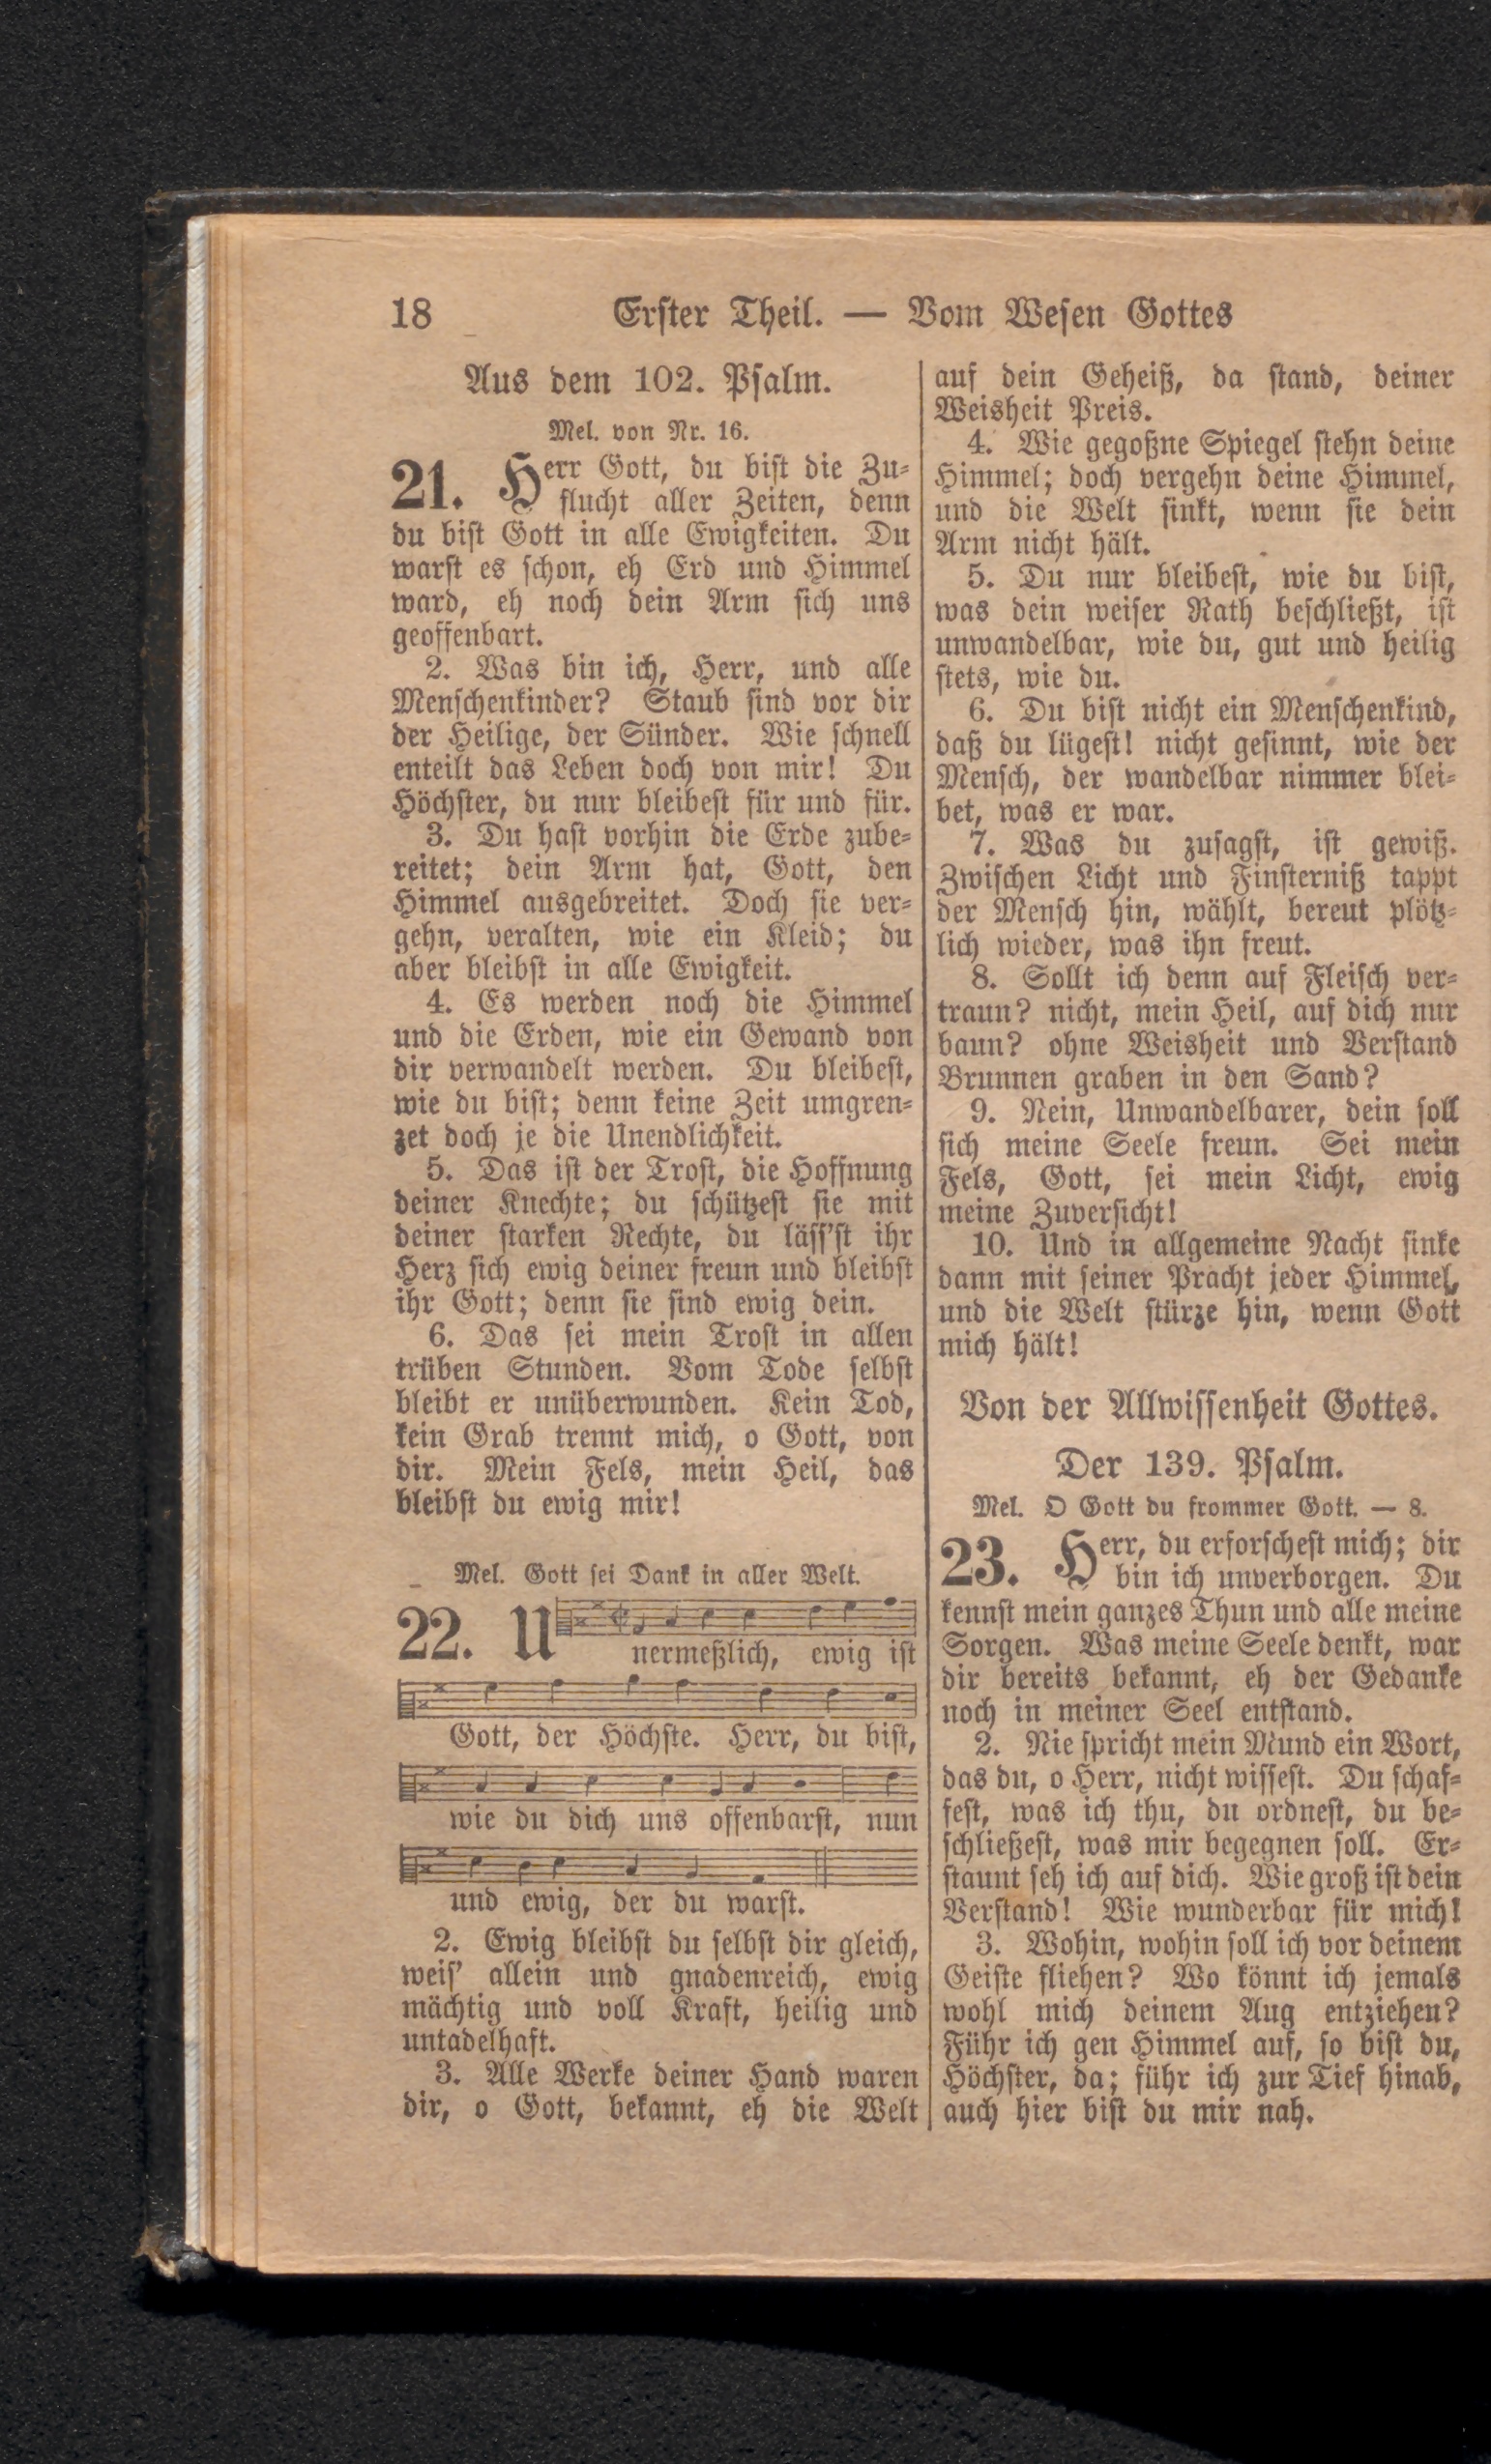 18 Erster Theil. — Vom Wesen Gottes
Aus dem 102. Psalm.
Mel. von Nr. 16.
21. Herr Gott, du bist die Zu-
flucht aller Zeiten, denn
du bist Gott in alle Ewigkeiten. Du
warst es schon, eh Erd und Himmel
ward, eh noch dein Arm sich uns
geoffenbart.
2. Was bin ich, Herr, und alle
Menschenkinder? Staub sind vor dir
der Heilige, der Sünder. Wie schnell
enteilt das Leben doch von mir! Du
Höchster, du nur bleibest für und für.
3. Du hast vorhin die Erde zube-
reitet; dein Arm hat, Gott, den
Himmel ausgebreitet. Doch sie ver-
gehn, veralten, wie ein Kleid; du
aber bleibst in alle Ewigkeit.
4. Es werden noch die Himmel
und die Erden, wie ein Gewand von
dir verwandelt werden. Du bleibest,
wie du bist; denn keine Zeit umgren-
zet doch je die Unendlichkeit.
5. Das ist der Trost, die Hoffnung
deiner Knechte; du schützest sie mit
deiner starken Rechte, du läss'st ihr
Herz sich ewig deiner freun und bleibst
ihr Gott; denn sie sind ewig dein.
6. Das sei mein Trost in allen
trüben Stunden. Vom Tode selbst
bleibt er unüberwunden. Kein Tod,
kein Grab trennt mich, o Gott, von
dir. Mein Fels, mein Heil, das
bleibst du ewig mir!
Mel. Gott sei Dank in aller Welt.
22. Unermeßlich, ewig ist
Gott, der Höchste. Herr, du bist,
wie du dich uns offenbarst, nun
und ewig, der du warst.
2. Ewig bleibst du selbst dir gleich,
weis' allein und gnadenreich, ewig
mächtig und voll Kraft, heilig und
untadelhaft.
3. Alle Werke deiner Hand waren
dir, o Gott, bekannt, eh die Welt
auf dein Geheiß, da stand, deiner
Weisheit Preis.
4. Wie gegoßne Spiegel stehn deine
Himmel; doch vergehn deine Himmel,
und die Welt sinkt, wenn sie dein
Arm nicht hält.
5. Du nur bleibest, wie du bist,
was dein weiser Rath beschließt, ist
unwandelbar, wie du, gut und heilig
stets, wie du.
6. Du bist nicht ein Menschenkind,
daß du lügest! nicht gesinnt, wie der
Mensch, der wandelbar nimmer blei-
bet, was er war.
7. Was du zusagst, ist gewiß.
Zwischen Licht und Finsterniß tappt
der Mensch hin, wählt, bereut plötz-
lich wieder, was ihn freut.
8. Sollt ich denn auf Fleisch ver-
traun? nicht, mein Heil, auf dich nur
baun? ohne Weisheit und Verstand
Brunnen graben in den Sand?
9. Nein, Unwandelbarer, dein soll
sich meine Seele freun. Sei mein
Fels, Gott, sei mein Licht, ewig
meine Zuversicht!
10. Und in allgemeine Nacht sinke
dann mit seiner Pracht jeder Himmel,
und die Welt stürze hin, wenn Gott
mich hält!
Von der Allwissenheit Gottes.
Der 139. Psalm.
Mel. O Gott du frommer Gott. — 8.
23. Herr, du erforschest mich; dir
bin ich unverborgen. Du
kennst mein ganzes Thun und alle meine
Sorgen. Was meine Seele denkt, war
dir bereits bekannt, eh der Gedanke
noch in meiner Seel entstand.
2. Nie spricht mein Mund ein Wort,
das du, o Herr, nicht wissest. Du schaf-
fest, was ich thu, du ordnest, du be-
schließest, was mir begegnen soll. Er-
staunt seh ich auf dich. Wie groß ist dein
Verstand! Wie wunderbar für mich!
3. Wohin, wohin soll ich vor deinem
Geiste fliehen? Wo könnt ich jemals
wohl mich deinem Aug entziehen?
Führ ich gen Himmel auf, so bist du,
Höchster, da; führ ich zur Tief hinab,
auch hier bist du mir nah.